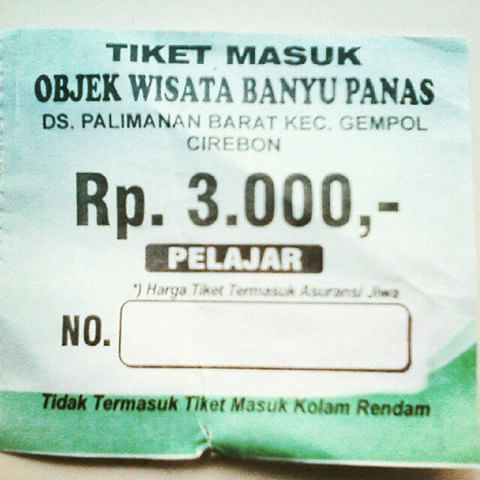 TIKET MASUK
OBJEK WISATA BANYU PANAS
DS. PALIMANAN BARAT KEC. GEMPOL
CIREBON
Rp. 3.000,-
PELAJAR
*) Harga Tiket Termasuk Asuransi Jiwa
NO.
Tidak Termasuk Tiket Masuk Kolam Rendam